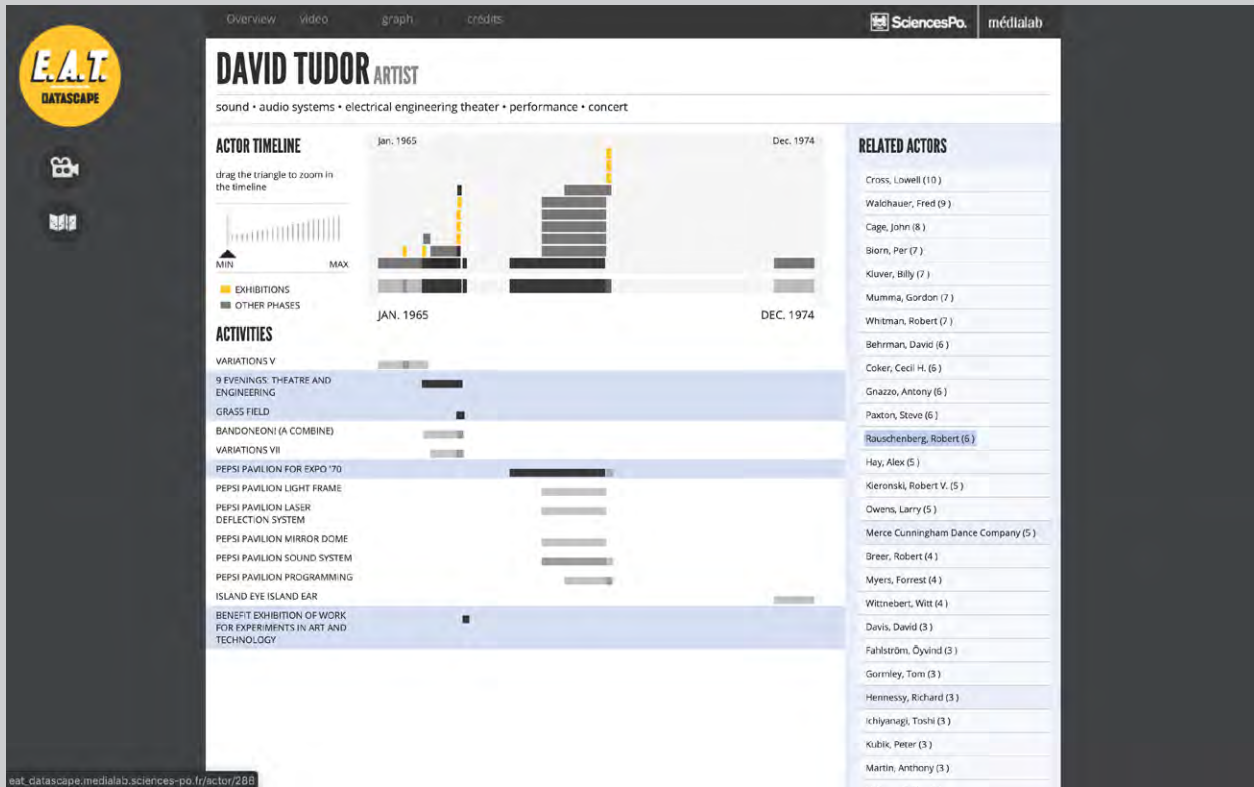 Overview video graph crédits
SciencesPo. médialab
E.A.T.
DATASCAPE
DAVID TUDOR ARTIST
sound • audio systems • electrical engineering theater • performance • concert
ACTOR TIMELINE
drag the triangle to zoom in
the timeline
MIN MAX
EXHIBITIONS
OTHER PHASES
Jan. 1965 Dec. 1974
JAN. 1965 DEC. 1974
ACTIVITIES
VARIATIONS V
9 EVENINGS: THEATRE AND
ENGINEERING
GRASS FIELD
BANDONEON! (A COMBINE)
VARIATIONS VII
PEPSI PAVILION FOR EXPO '70
PEPSI PAVILION LIGHT FRAME
PEPSI PAVILION LASER
DEFLECTION SYSTEM
PEPSI PAVILION MIRROR DOME
PEPSI PAVILION SOUND SYSTEM
PEPSI PAVILION PROGRAMMING
ISLAND EYE ISLAND EAR
BENEFIT EXHIBITION OF WORK
FOR EXPERIMENTS IN ART AND
TECHNOLOGY
RELATED ACTORS
Cross, Lowell (10 )
Waldhauer, Fred (9 )
Cage, John (8 )
Biorn, Per (7 )
Kluver, Billy (7 )
Mumma, Gordon (7 )
Whitman, Robert (7 )
Behrman, David (6 )
Coker, Cecil H. (6 )
Gnazzo, Antony (6 )
Paxton, Steve (6 )
Rauschenberg, Robert (6 )
Hay, Alex (5 )
Kieronski, Robert V. (5 )
Owens, Larry (5 )
Merce Cunningham Dance Company (5 )
Breer, Robert (4 )
Myers, Forrest (4 )
Wittnebert, Witt (4 )
Davis, David (3 )
Fahlström, Öyvind (3 )
Gormley, Tom (3 )
Hennessy, Richard (3 )
Ichiyanagi, Toshi (3 )
Kubik, Peter (3 )
Martin, Anthony (3 )
eat_datascape.medialab.sciences-po.fr/actor/288